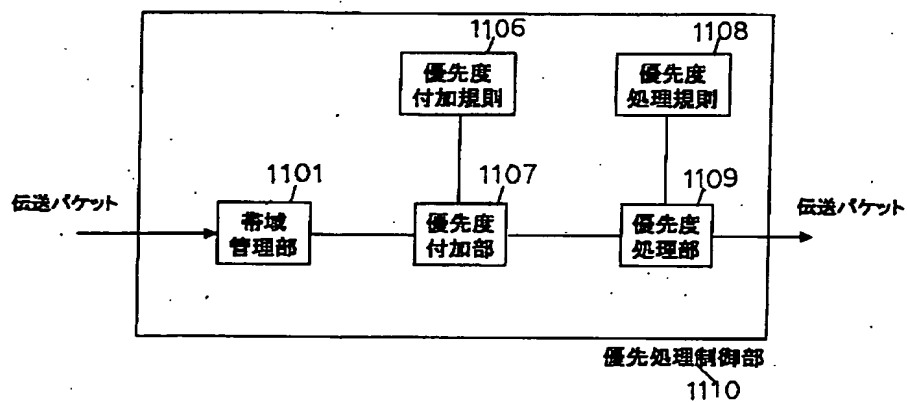 1106
1108
優先度
付加規則
優先度
処理規則
1101
1107
1109
伝送パケット
帯域
管理部
優先度
付加部
優先度
処理部
伝送パケット
優先処理制御部
1110